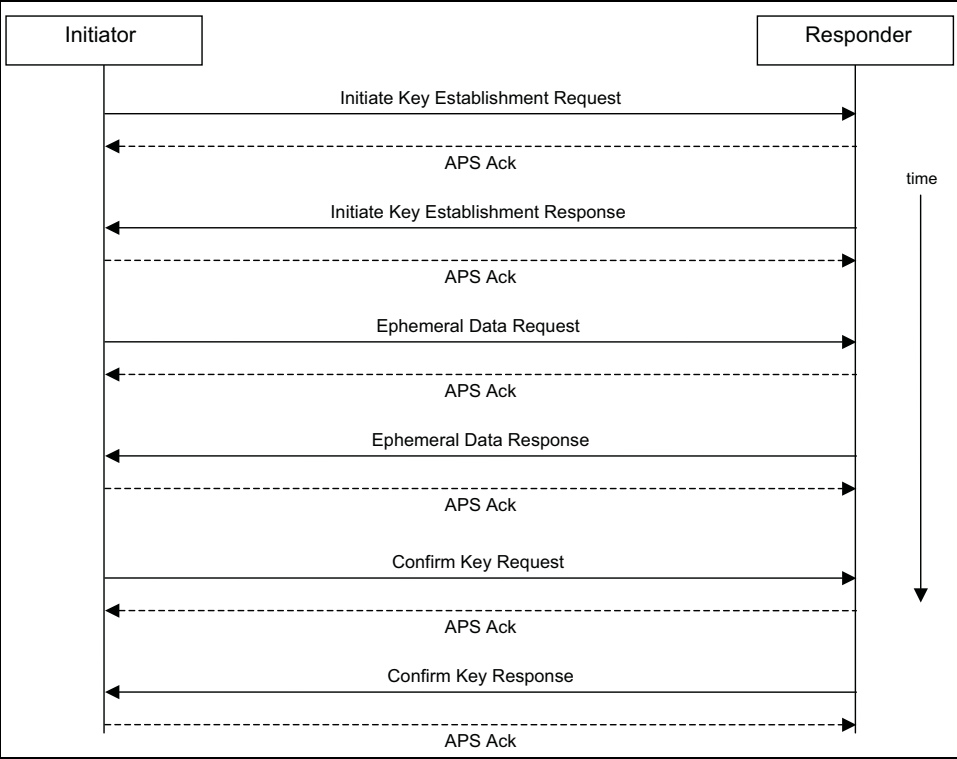 Initiator
Responder
Initiate Key Establishment Request
APS Ack
time
Initiate Key Establishment Response
APS Ack
Ephemeral Data Request
APS Ack
Ephemeral Data Response
APS Ack
Confirm Key Request
APS Ack
Confirm Key Response
APS Ack